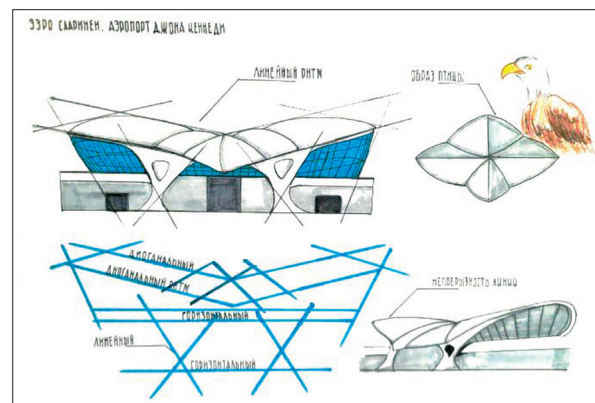 ЭЭРО СААРИНЕН. АЭРОПОРТ ДЖОНА КЕННЕДИ
ЛИНЕЙНЫЙ РИТМ
ОБРАЗ ПТИЦЫ
ДИОГАНАЛЬНЫЙ
ДИОГАНАЛЬНЫЙ РИТМ
ГОРИЗОНТАЛЬНЫЙ
ЛИНЕЙНЫЙ
ГОРИЗОНТАЛЬНЫЙ
НЕПРЕРЫВНОСТЬ ЛИНИЙ